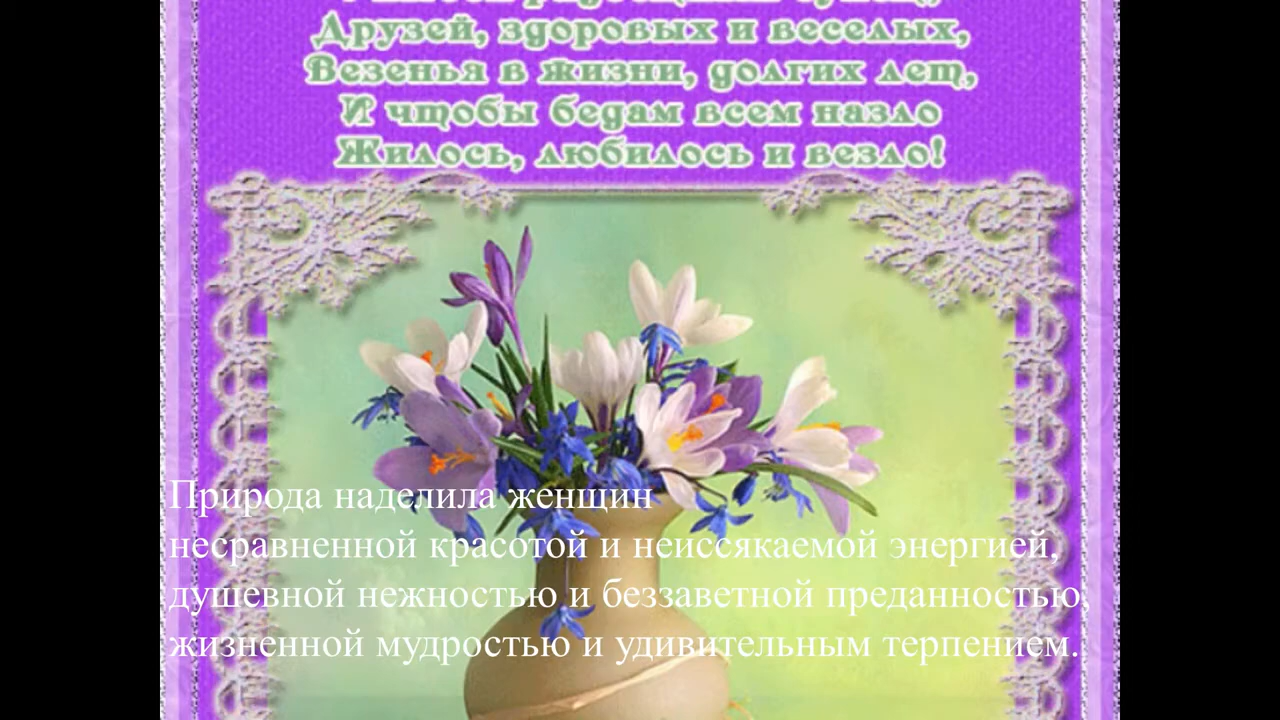 Друзей, здоровых и веселых,
Везенья в жизни, долгих лет,
И чтобы бедам всем назло
Жилось, любилось и везло!
Природа наделила женщин
несравненной красотой и неиссякаемой энергией,
душевной нежностью и беззаветной преданностью,
жизненной мудростью и удивительным терпением.